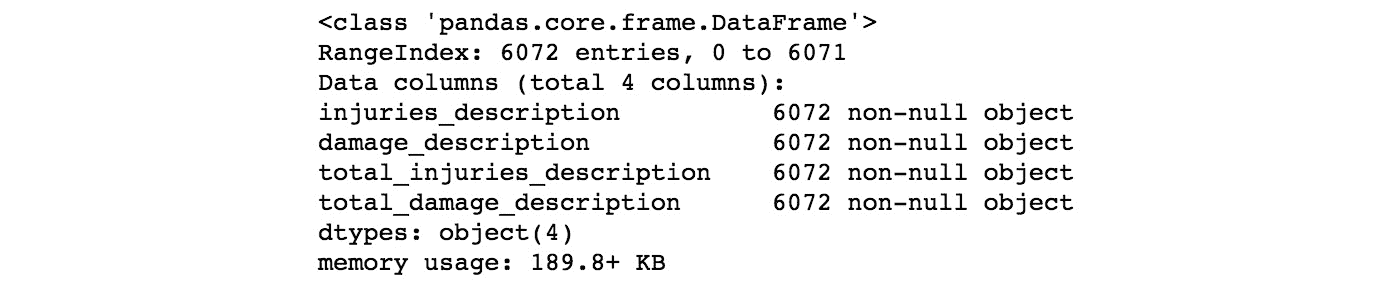 <class 'pandas.core.frame.DataFrame'>
RangeIndex: 6072 entries, 0 to 6071
Data columns (total 4 columns):
injuries_description          6072 non-null object
damage_description            6072 non-null object
total_injuries_description    6072 non-null object
total_damage_description      6072 non-null object
dtypes: object(4)
memory usage: 189.8+ KB